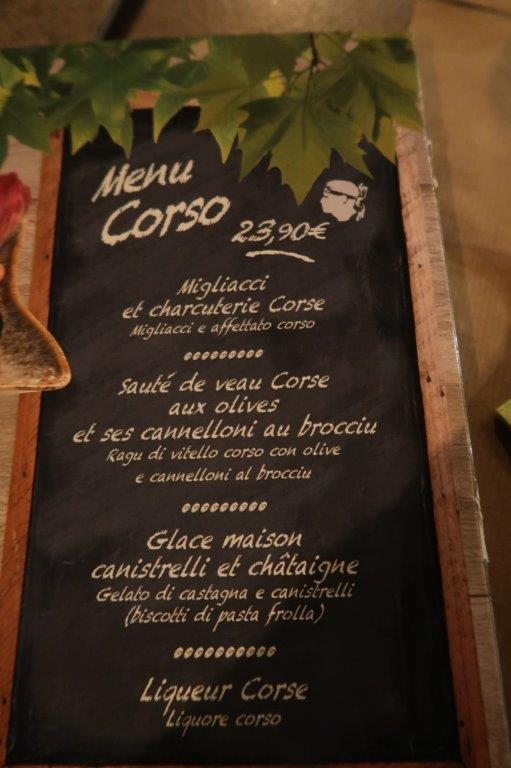 Menu
Corso
23,90€
Migliacci
et charcuterie Corse
Migliacci e affettato corso
Sauté de veau Corse
aux olives
et ses cannelloni au brocciu
Ragu di vitello corso con olive
e cannelloni al brocciu
Glace maison
canistrelli et châtaigne
Gelato di castagna e canistrelli
(biscotti di pasta frolla)
Liqueur Corse
Liquore corso